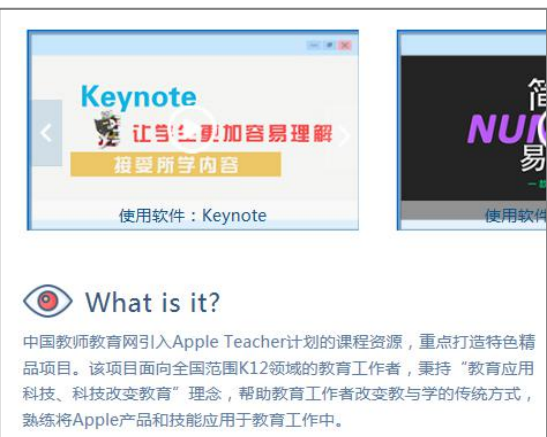 Keynote
让学生更加容易理解
接受所学内容
使用软件：Keynote
简
NU
易
使用软件
What is it?
中国教师教育网引入Apple Teacher计划的课程资源，重点打造特色精
品项目。该项目面向全国范围K12领域的教育工作者，秉持“教育应用
科技、科技改变教育”理念，帮助教育工作者改变教与学的传统方式，
熟练将Apple产品和技能应用于教育工作中。